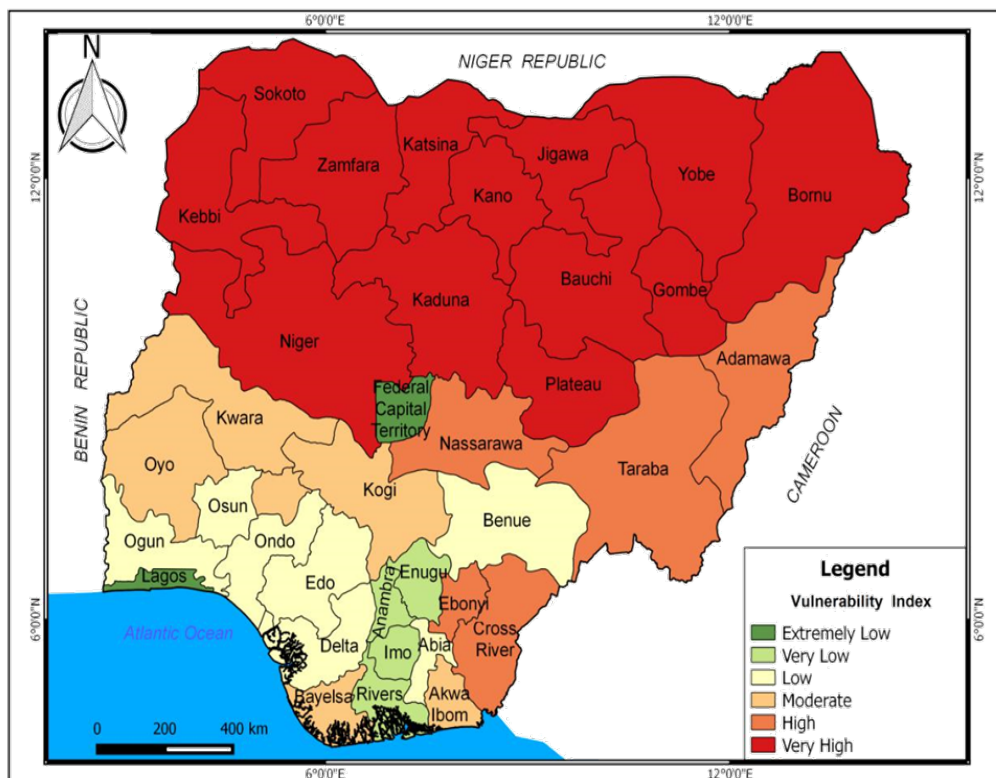 6°0'0"E
12°0'0"E
N
NIGER REPUBLIC
Sokoto
Katsina
Jigawa
Zamfara
Yobe
Kano
Bornu
Kebbi
12°0'0"N
12°0'0"N
Bauchi
Gombe
Kaduna
Niger
BENIN REPUBLIC
Adamawa
Plateau
Federal
Capital
Territory
Kwara
Nassarawa
CAMEROON
Oyo
Taraba
Kogi
Osun
Benue
Ogun
Ondo
Lagos
Edo
Enugu
Anambra
Ebonyi
Cross
River
6°0'0"N
6°0'0"N
Atlantic Ocean
Delta
Imo
Abia
Bayelsa
Rivers
Akwa
Ibom
Legend
Vulnerability Index
Extremely Low
Very Low
Low
Moderate
High
Very High
0 200 400 km
6°0'0"E
12°0'0"E